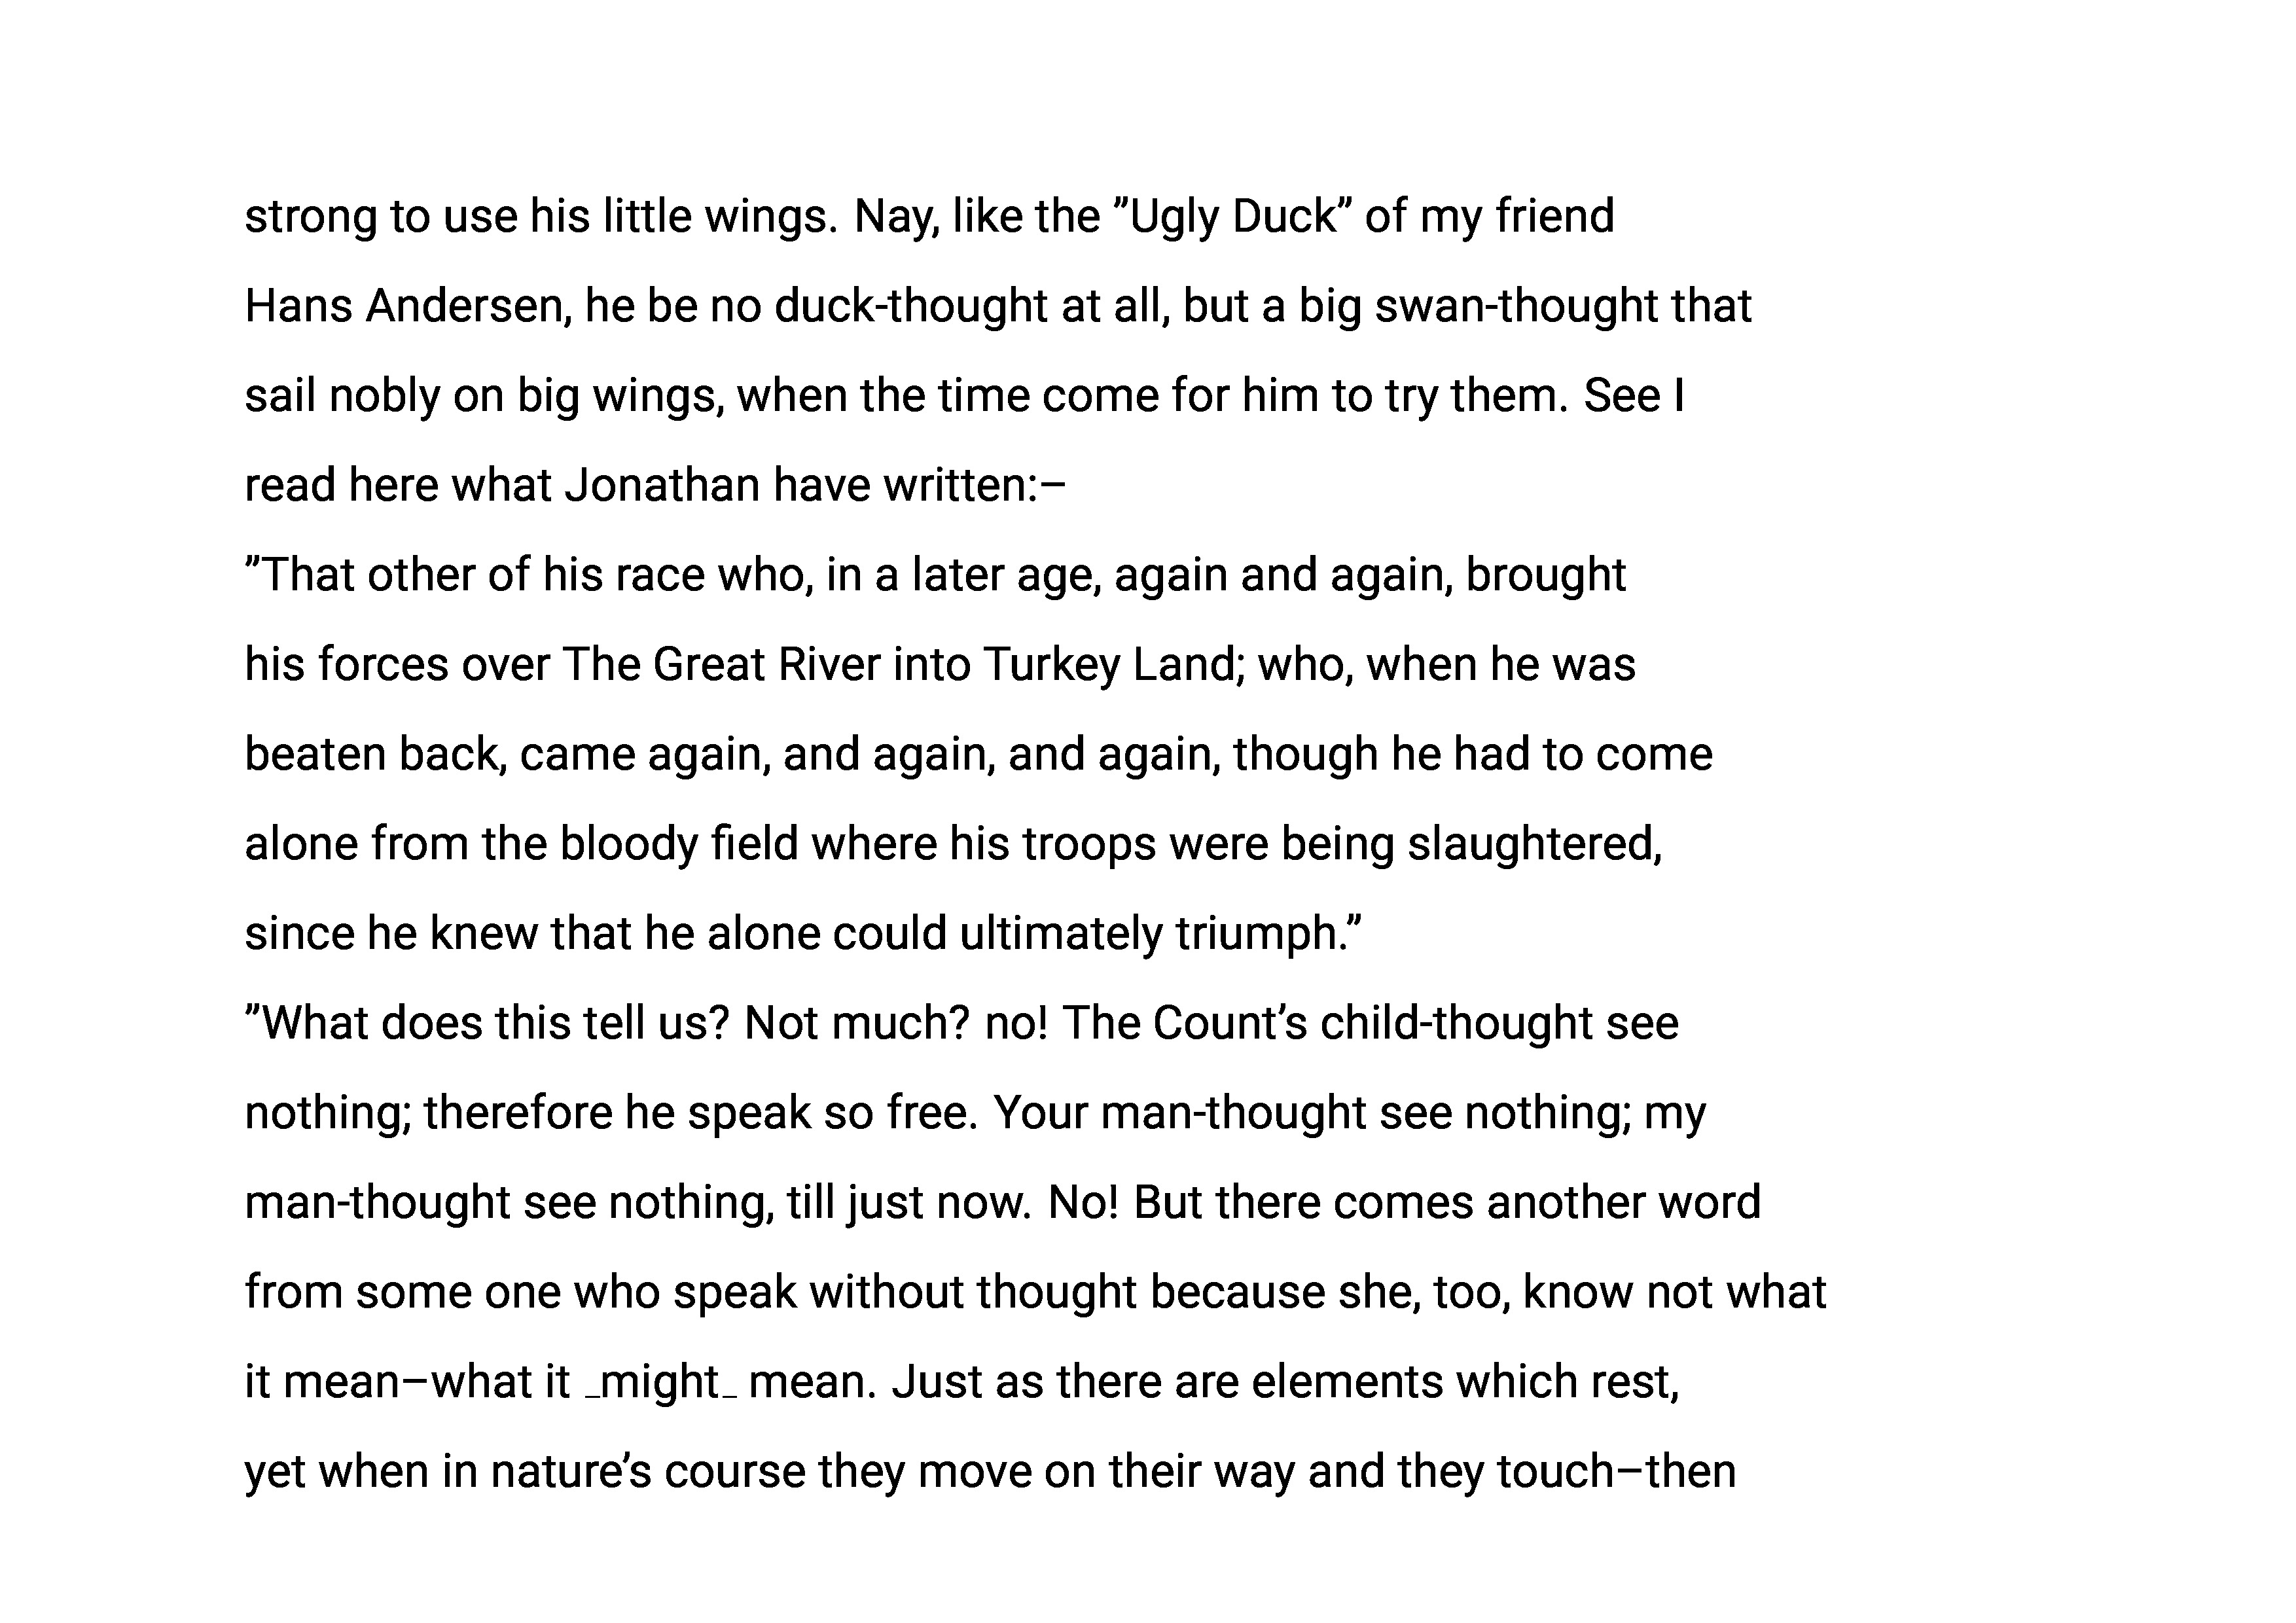 strong to use his little wings. Nay, like the ”Ugly Duck” of my friend
Hans Andersen, he be no duck-thought at all, but a big swan-thought that
sail nobly on big wings, when the time come for him to try them. See I
read here what Jonathan have written:–
”That other of his race who, in a later age, again and again, brought
his forces over The Great River into Turkey Land; who, when he was
beaten back, came again, and again, and again, though he had to come
alone from the bloody field where his troops were being slaughtered,
since he knew that he alone could ultimately triumph.”
”What does this tell us? Not much? no! The Count’s child-thought see
nothing; therefore he speak so free. Your man-thought see nothing; my
man-thought see nothing, till just now. No! But there comes another word
from some one who speak without thought because she, too, know not what
it mean–what it _might_ mean. Just as there are elements which rest,
yet when in nature’s course they move on their way and they touch–then